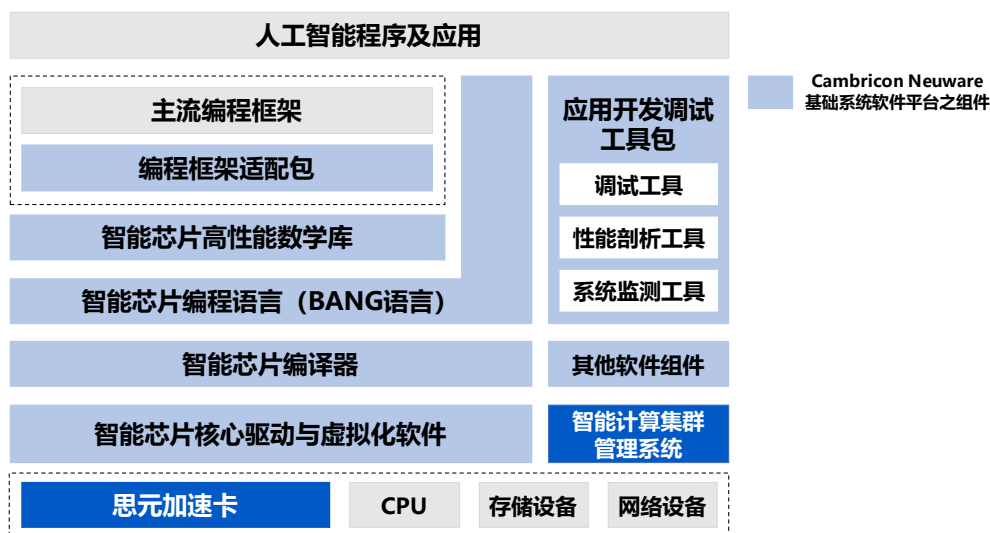 人工智能程序及应用
主流编程框架
编程框架适配包
智能芯片高性能数学库
智能芯片编程语言（BANG语言）
智能芯片编译器
智能芯片核心驱动与虚拟化软件
应用开发调试
工具包
调试工具
性能剖析工具
系统监测工具
其他软件组件
智能计算集群
管理系统
思元加速卡
CPU
存储设备
网络设备
Cambricon Neuware
基础系统软件平台之组件